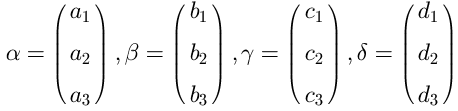 α = (a₁ a₂ a₃), β = (b₁ b₂ b₃), γ = (c₁ c₂ c₃), δ = (d₁ d₂ d₃)